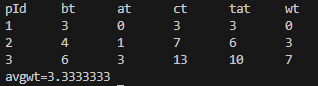 pId bt at ct tat wt
1 3 0 3 3 0
2 4 1 7 6 3
3 6 3 13 10 7
avgwt=3.3333333